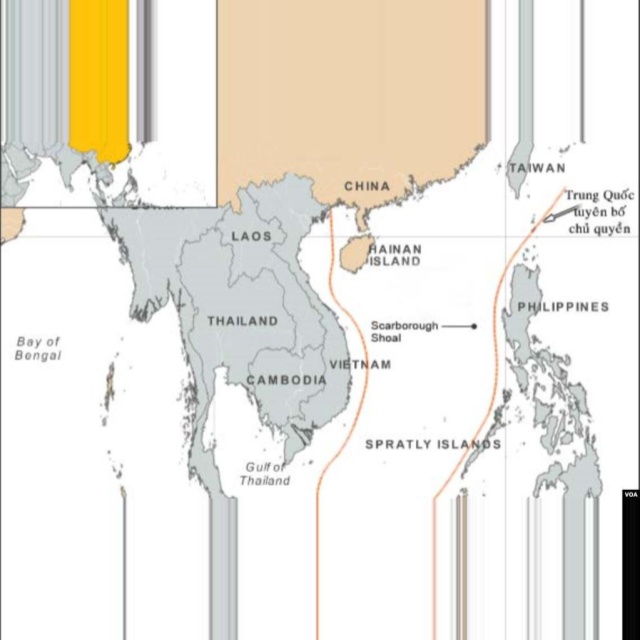 TAIWAN
CHINA
Trung Quốc
tuyên bố
chủ quyền
LAOS
HAINAN
ISLAND
THAILAND
PHILIPPINES
Scarborough
Shoal
Bay of
Bengal
VIETNAM
CAMBODIA
SPRATLY ISLANDS
Gulf of
Thailand
VOA